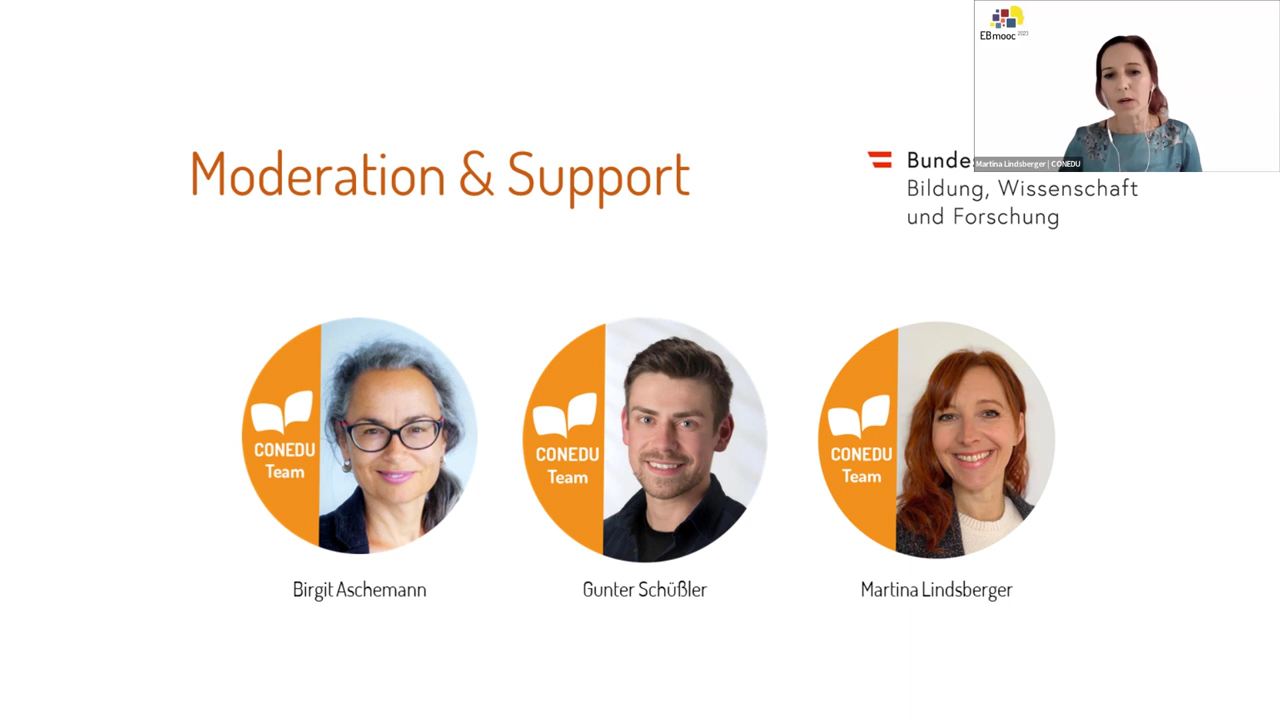 EBmooc 2023
Martina Lindsberger | CONEDU
Moderation & Support
Bunde
Bildung, Wissenschaft
und Forschung
CONEDU
Team
CONEDU
Team
CONEDU
Team
Birgit Aschemann
Gunter Schüßler
Martina Lindsberger